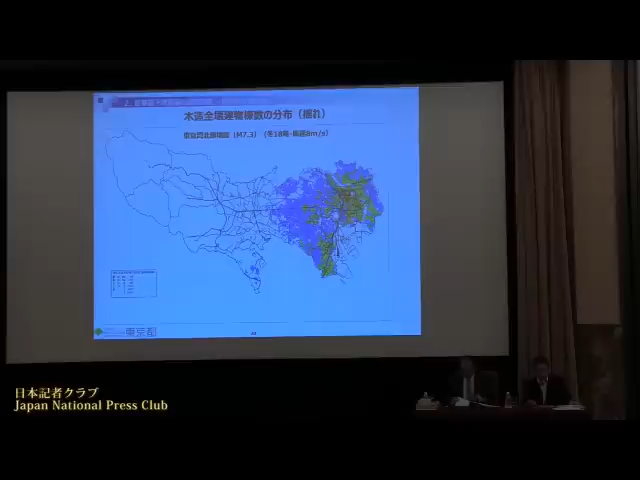 木造全壊建物棟数の分布（揺れ）
東京湾北部地震（M7.3）（冬18時・風速8m/s）
東京都
日本記者クラブ
Japan National Press Club